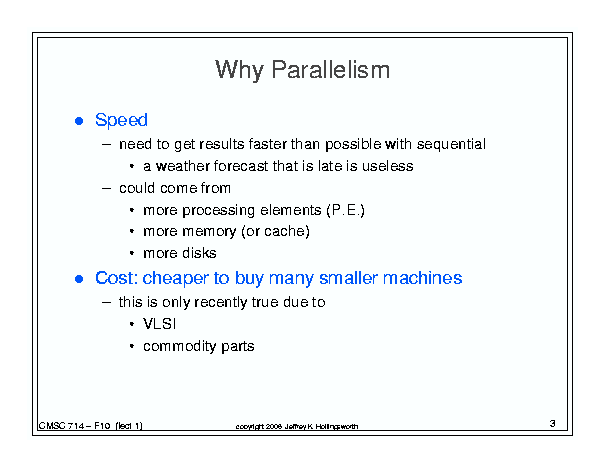 Why Parallelism
● Speed
– need to get results faster than possible with sequential
• a weather forecast that is late is useless
– could come from
• more processing elements (P.E.)
• more memory (or cache)
• more disks
● Cost: cheaper to buy many smaller machines
– this is only recently true due to
• VLSI
• commodity parts
CMSC 714 – F10 (lect 1)
copyright 2006 Jeffrey K. Hollingsworth
3